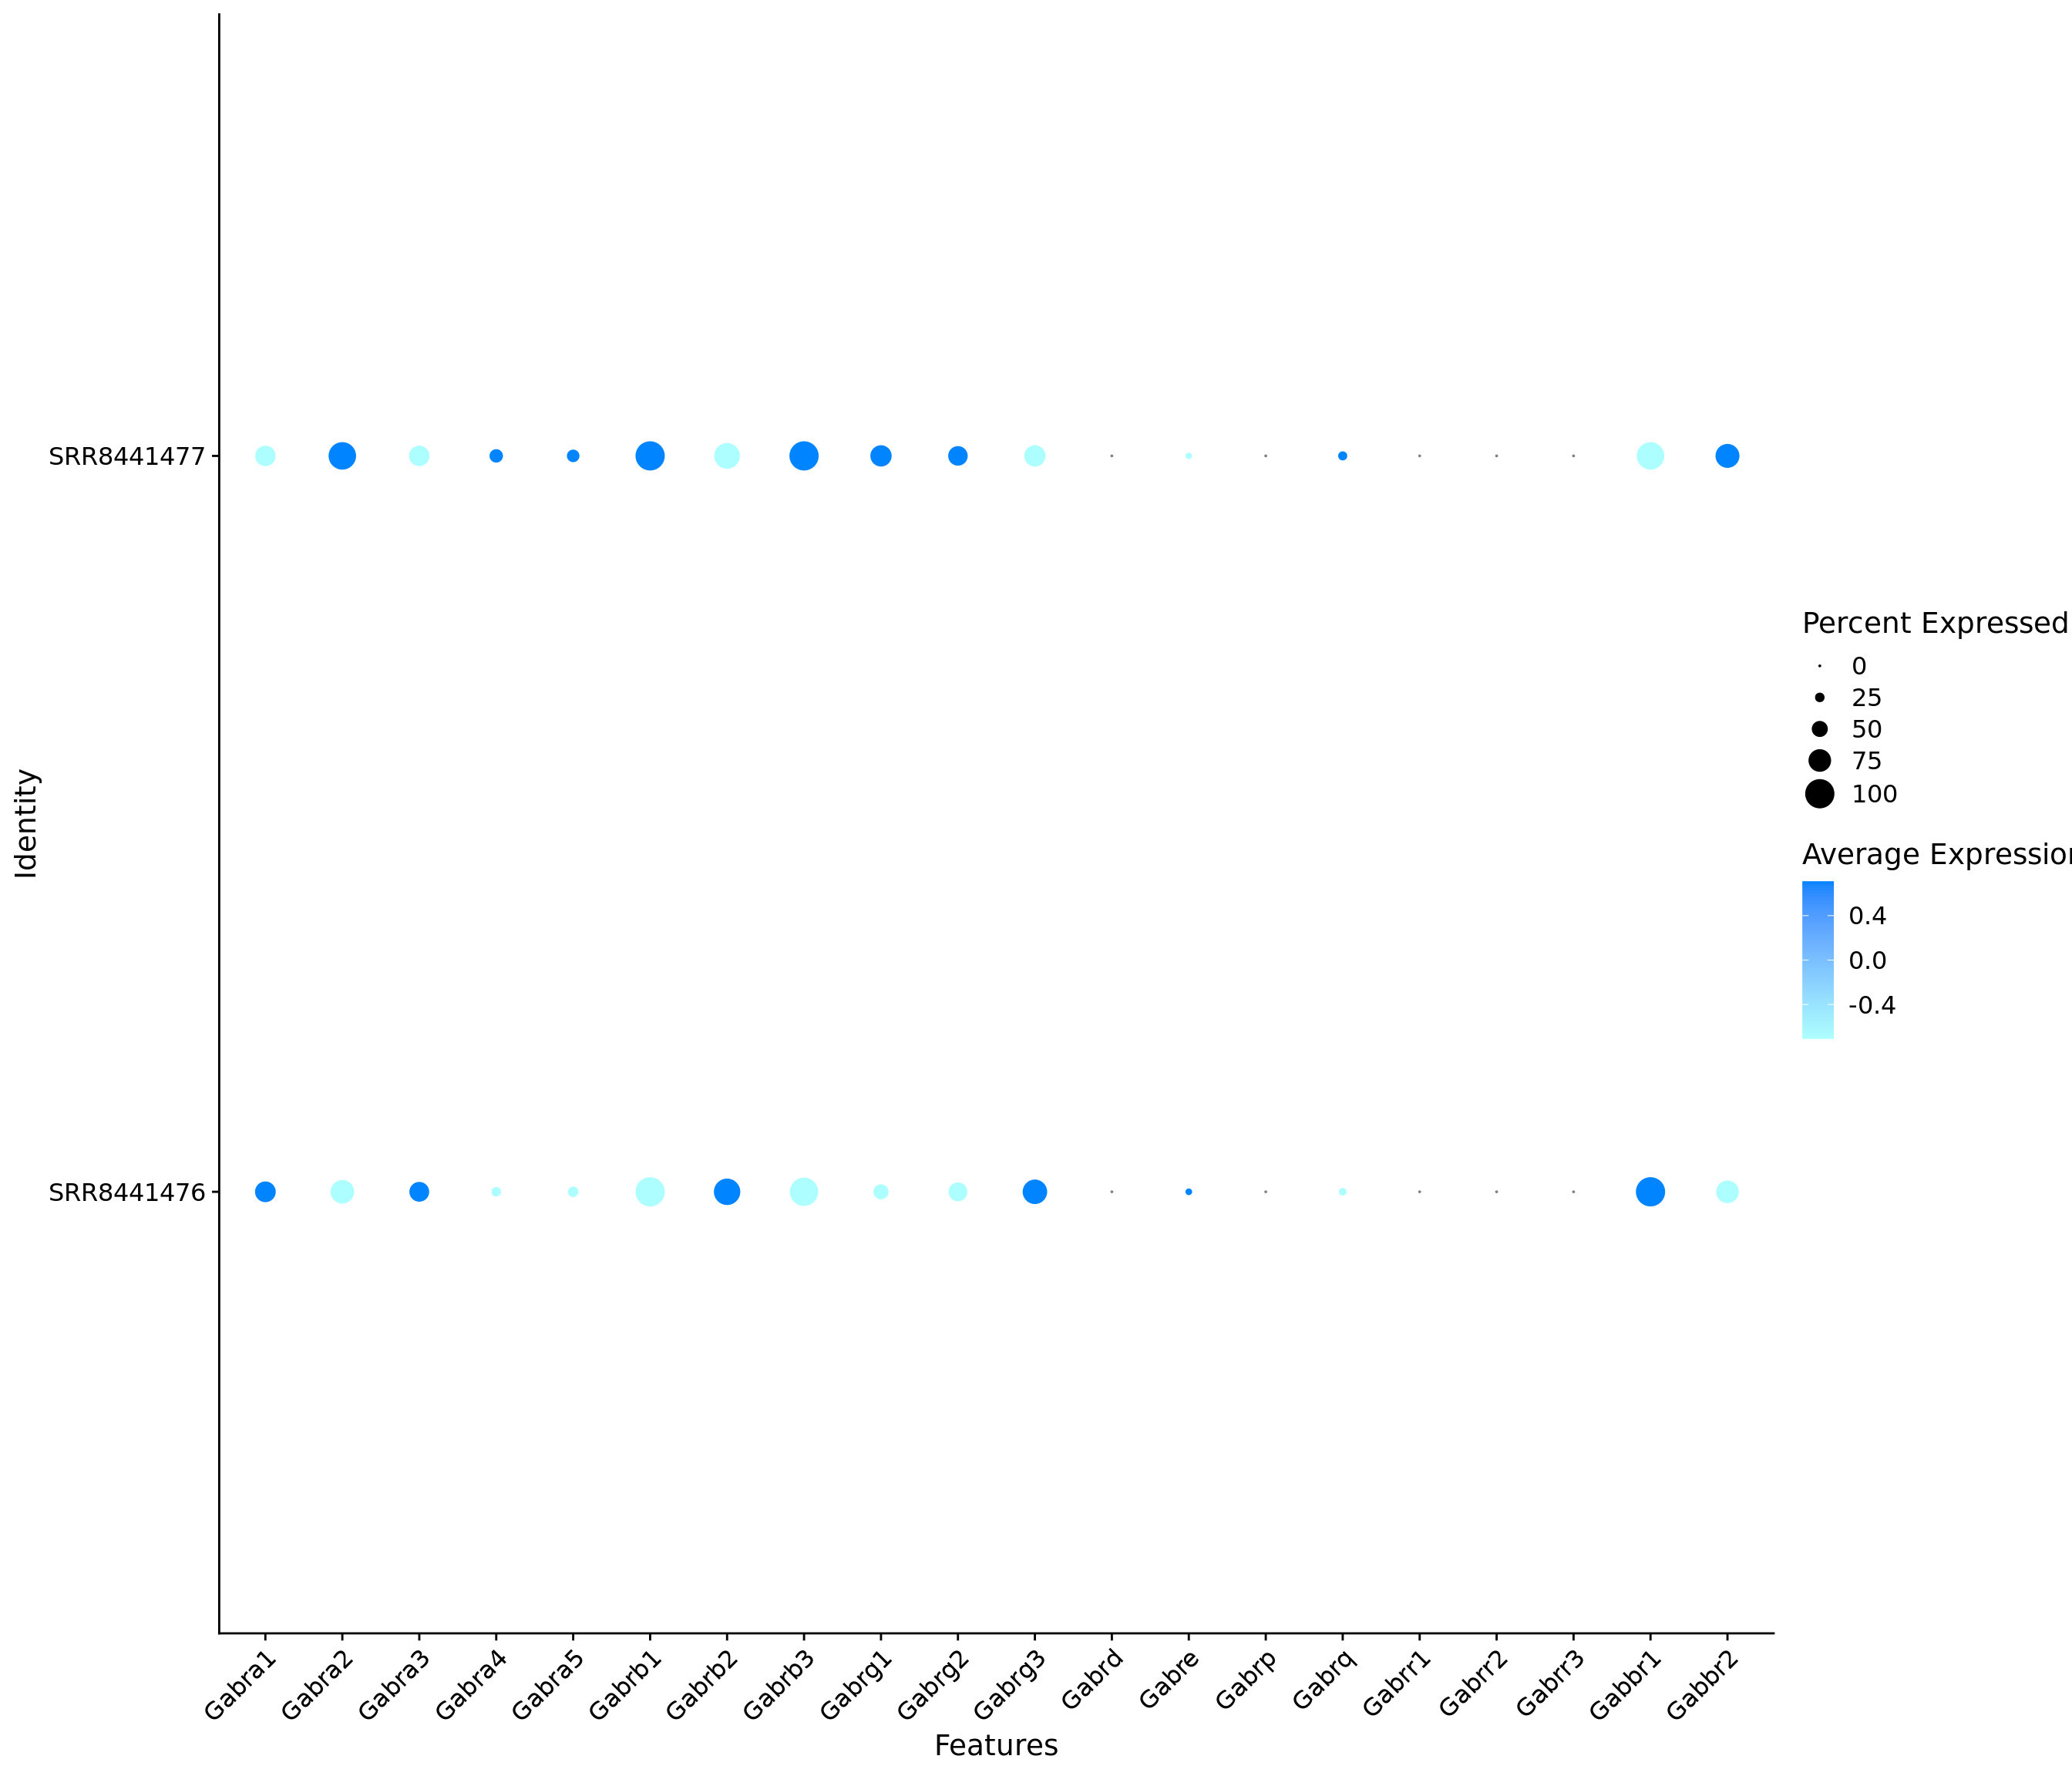 SRR8441477
SRR8441476
Identity
Gabra1
Gabra2
Gabra3
Gabra4
Gabra5
Gabrb1
Gabrb2
Gabrb3
Gabrg1
Gabrg2
Gabrg3
Gabrd
Gabre
Gabrp
Gabrq
Gabrr1
Gabrr2
Gabrr3
Gabbr1
Gabbr2
Features
Percent Expressed
0
25
50
75
100
Average Expression
0.4
0.0
-0.4